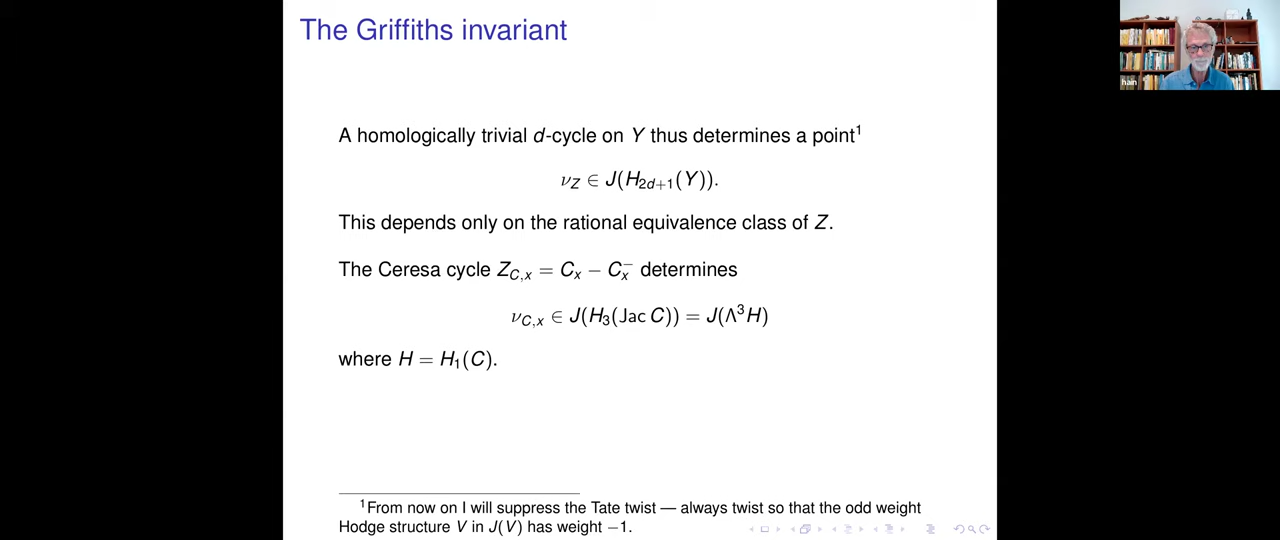 The Griffiths invariant
A homologically trivial d-cycle on Y thus determines a point¹
ν_Z ∈ J(H_{2d+1}(Y)).
This depends only on the rational equivalence class of Z.
The Ceresa cycle Z_{C,x} = C_x − C_x^− determines
ν_{C,x} ∈ J(H_3(Jac C)) = J(Λ³H)
where H = H_1(C).
¹From now on I will suppress the Tate twist — always twist so that the odd weight
Hodge structure V in J(V) has weight −1.
hain